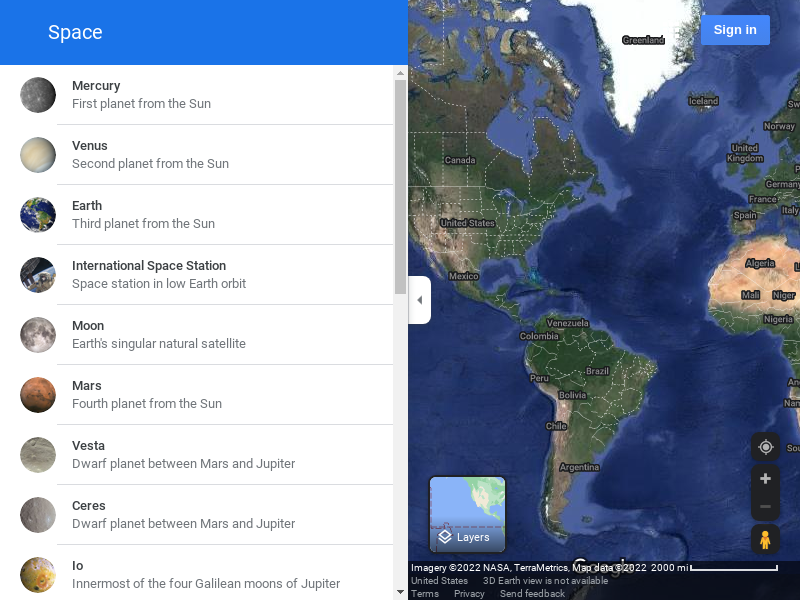 Space
Mercury
First planet from the Sun
Venus
Second planet from the Sun
Earth
Third planet from the Sun
International Space Station
Space station in low Earth orbit
Moon
Earth's singular natural satellite
Mars
Fourth planet from the Sun
Vesta
Dwarf planet between Mars and Jupiter
Ceres
Dwarf planet between Mars and Jupiter
Io
Innermost of the four Galilean moons of Jupiter
Sign in
Greenland
Iceland
Norway
Canada
United
Kingdom
Germany
France
Italy
Spain
United States
Algeria
Mexico
Mali
Niger
Nigeria
Venezuela
Colombia
Brazil
Peru
Bolivia
Chile
Argentina
Layers
Google
Imagery ©2022 NASA, TerraMetrics, Map data ©2022 2000 mi
United States 3D Earth view is not available
Terms Privacy Send feedback